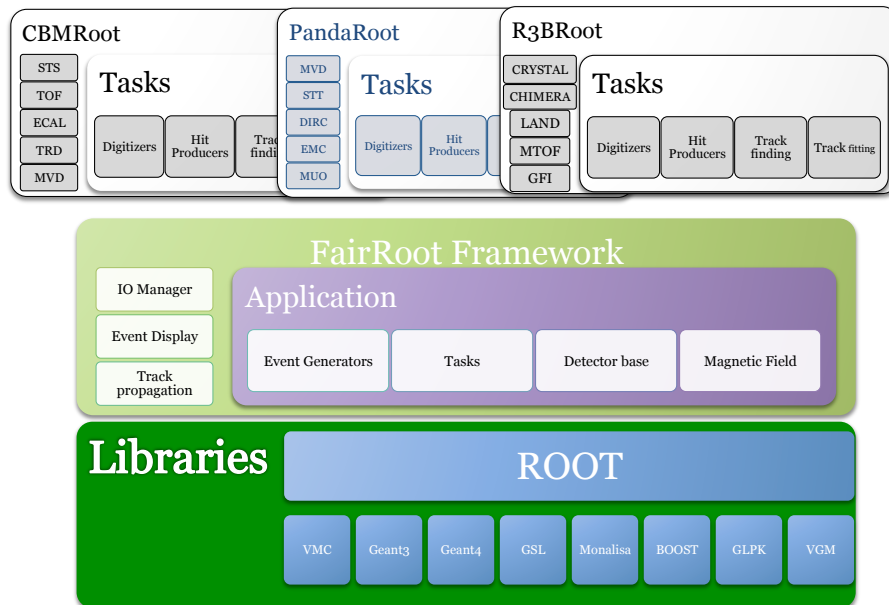 CBMRoot
STS
TOF
ECAL
TRD
MVD
Tasks
Digitizers
Hit
Producers
PandaRoot
MVD
STT
DIRC
EMC
MUO
Tasks
Digitizers
Hit
Producers
R3BRoot
CRYSTAL
CHIMERA
LAND
MTOF
GFI
Tasks
Digitizers
Hit
Producers
Track
finding
Track fitting
FairRoot Framework
IO Manager
Event Display
Track
propagation
Application
Event Generators
Tasks
Detector base
Magnetic Field
Libraries
ROOT
VMC
Geant3
Geant4
GSL
Monalisa
BOOST
GLPK
VGM